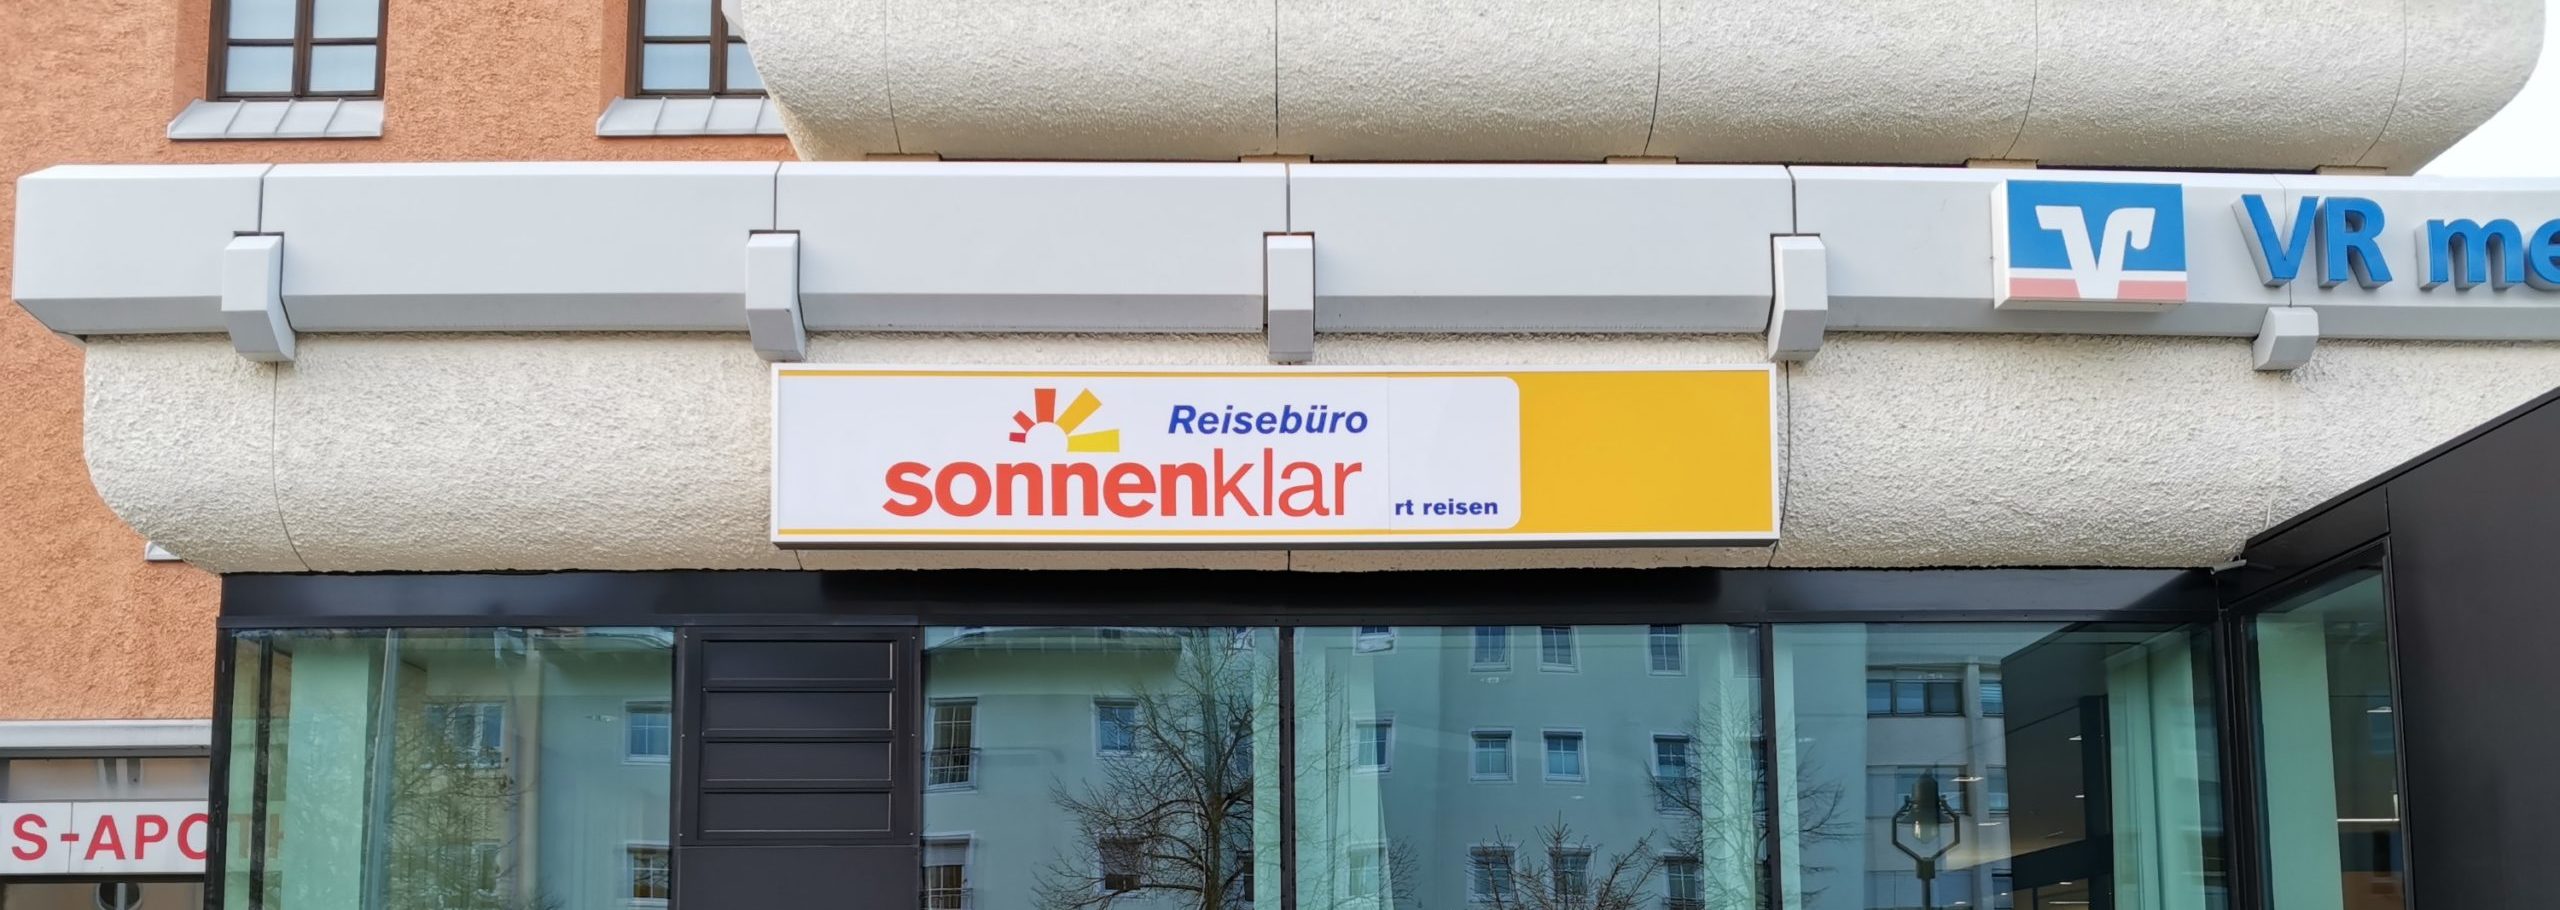 VR me
Reisebüro
sonnenklar
rt reisen
S-APO